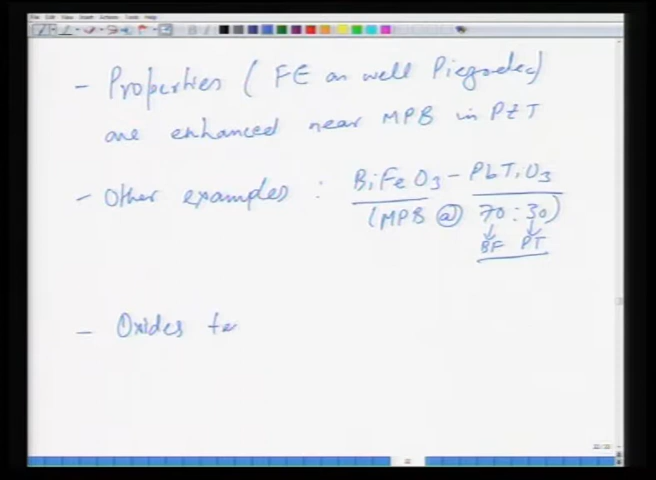 - Properties (FE as well Piezoelec)
are enhanced near MPB in PZT
- Other examples : BiFeO3 - PbTiO3
(MPB @ 70:30)
BF PT
- Oxides te